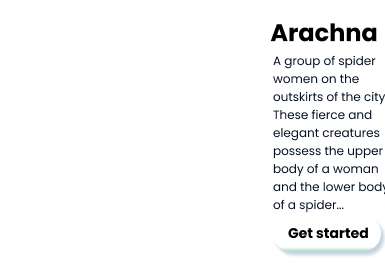 Arachna
A group of spider
women on the
outskirts of the city
These fierce and
elegant creatures
possess the upper
body of a woman
and the lower body
of a spider...
Get started